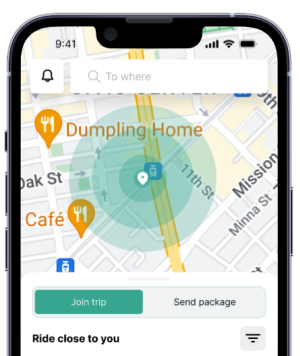 9:41
To where
Dumpling Home
11th St
Mission
Oak St
Minna St
Café
Join trip
Send package
Ride close to you